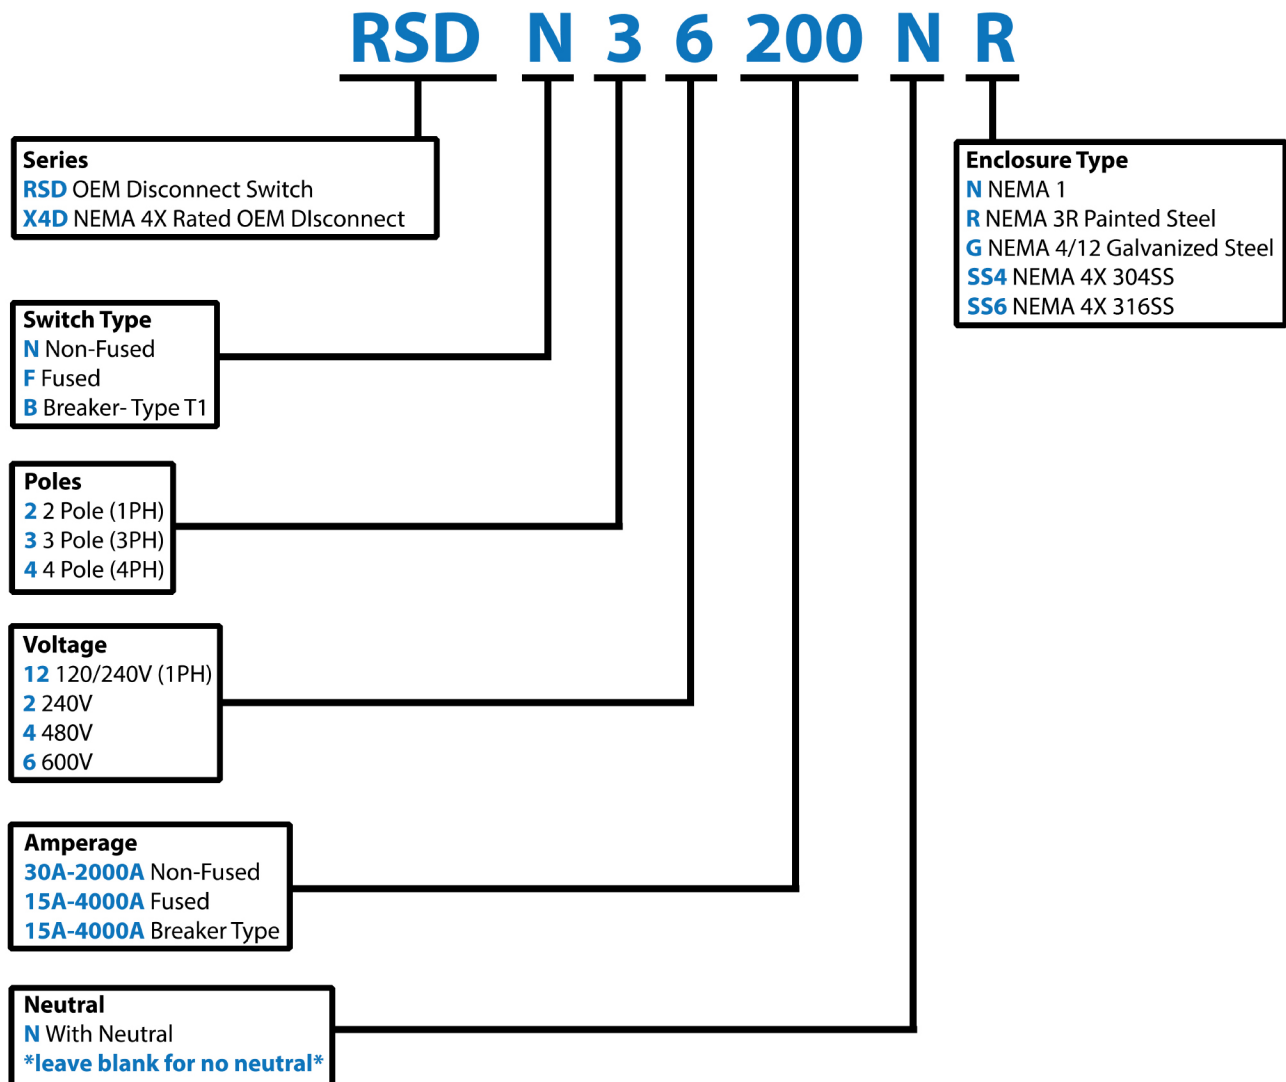 RSD N 3 6 200 N R
Series
RSD OEM Disconnect Switch
X4D NEMA 4X Rated OEM DIsconnect
Enclosure Type
N NEMA 1
R NEMA 3R Painted Steel
G NEMA 4/12 Galvanized Steel
SS4 NEMA 4X 304SS
SS6 NEMA 4X 316SS
Switch Type
N Non-Fused
F Fused
B Breaker- Type T1
Poles
2 2 Pole (1PH)
3 3 Pole (3PH)
4 4 Pole (4PH)
Voltage
12 120/240V (1PH)
2 240V
4 480V
6 600V
Amperage
30A-2000A Non-Fused
15A-4000A Fused
15A-4000A Breaker Type
Neutral
N With Neutral
*leave blank for no neutral*